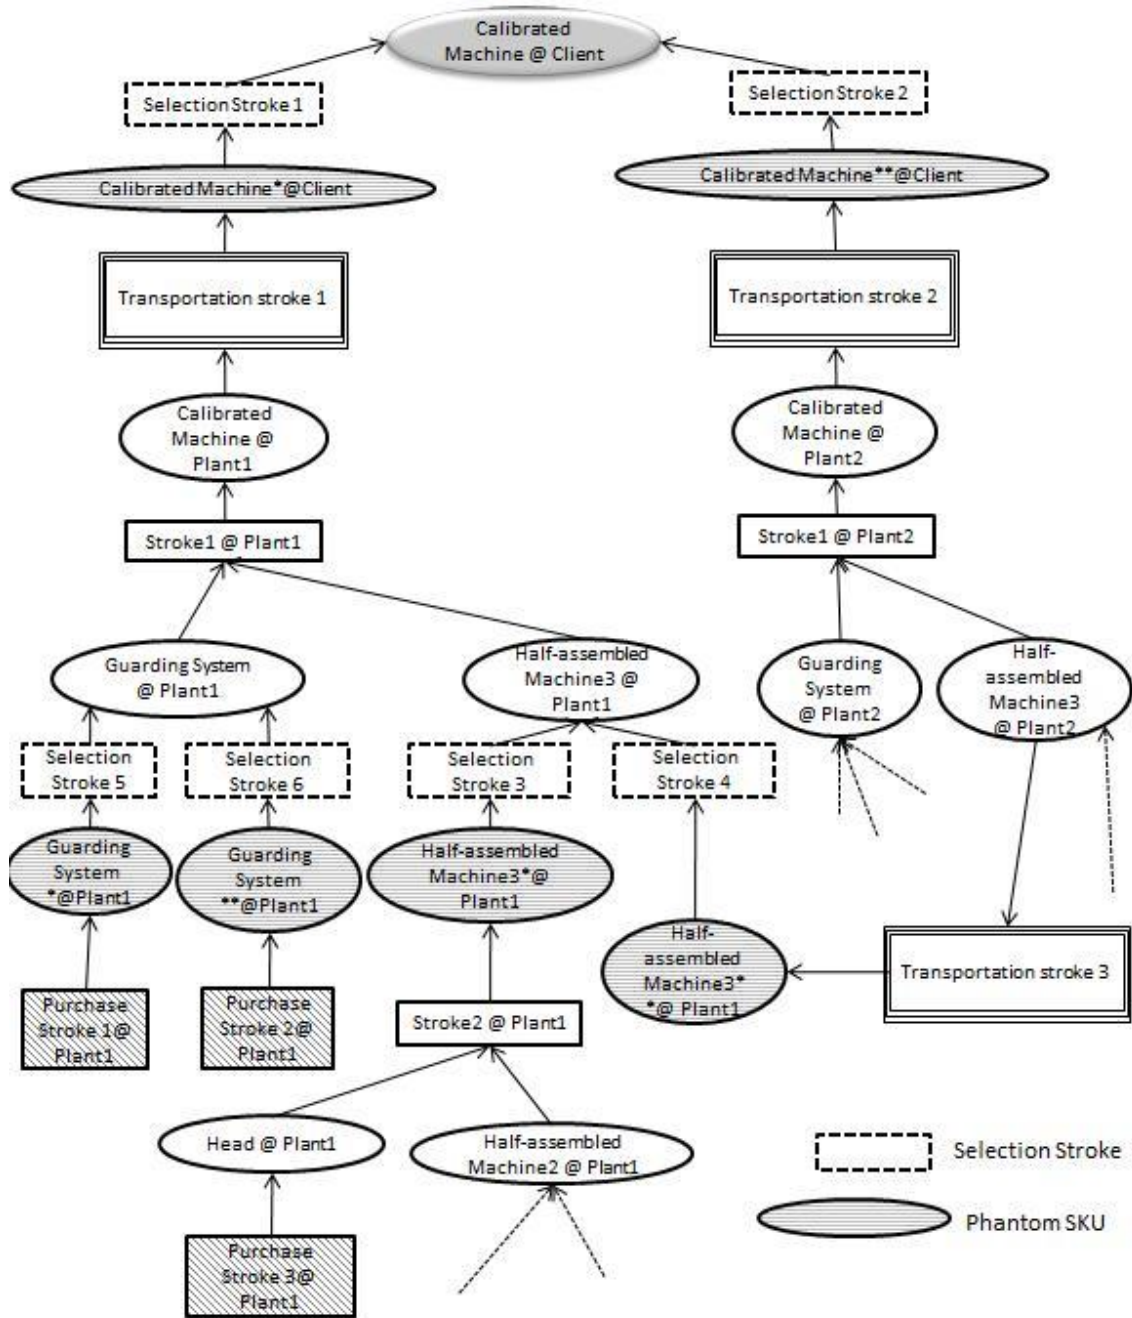 Calibrated
Machine @ Client
Selection Stroke 1
Selection Stroke 2
Calibrated Machine*@Client
Calibrated Machine**@Client
Transportation stroke 1
Transportation stroke 2
Calibrated
Machine @
Plant1
Calibrated
Machine @
Plant2
Stroke1 @ Plant1
Stroke1 @ Plant2
Guarding System
@ Plant1
Half-assembled
Machine3 @
Plant1
Guarding
System
@ Plant2
Half-
assembled
Machine3
@ Plant2
Selection
Stroke 5
Selection
Stroke 6
Selection
Stroke 3
Selection
Stroke 4
Guarding
System
*@Plant1
Guarding
System
**@Plant1
Half-assembled
Machine3*@
Plant1
Half-
assembled
Machine3*
*@ Plant1
Transportation stroke 3
Purchase
Stroke 1@
Plant1
Purchase
Stroke 2@
Plant1
Stroke2 @ Plant1
Head @ Plant1
Half-assembled
Machine2 @ Plant1
Selection Stroke
Phantom SKU
Purchase
Stroke 3@
Plant1